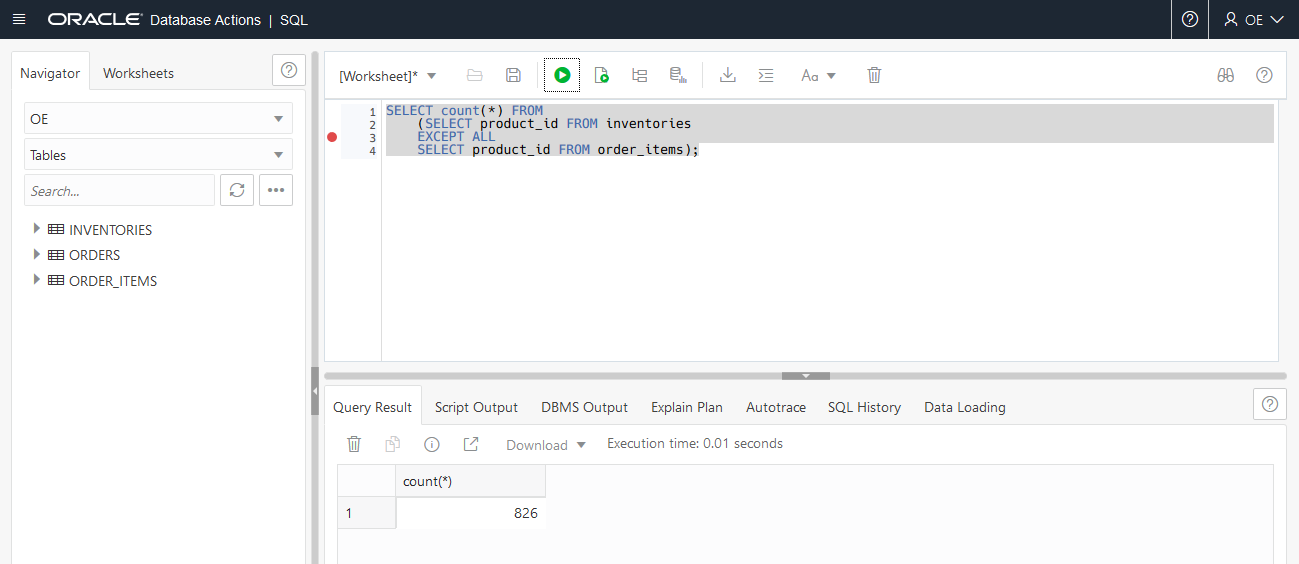 ORACLE® Database Actions | SQL
OE
Navigator
Worksheets
OE
Tables
Search...
INVENTORIES
ORDERS
ORDER_ITEMS
[Worksheet]*
Aa
1 SELECT count(*) FROM
2 (SELECT product_id FROM inventories
3 EXCEPT ALL
4 SELECT product_id FROM order_items);
Query Result
Script Output
DBMS Output
Explain Plan
Autotrace
SQL History
Data Loading
Download
Execution time: 0.01 seconds
count(*)
1 826